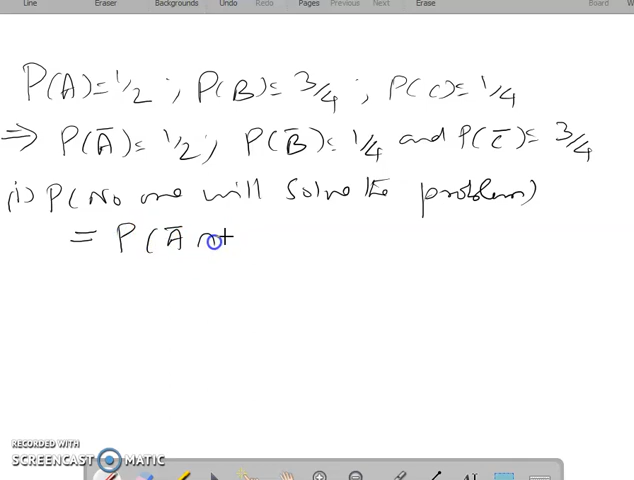 Line Eraser Backgrounds Undo Redo Pages Previous Next Erase Board
P(A)=1/2 ; P(B)=3/4 ; P(C)=1/4
=> P(Ā)=1/2; P(B̄)=1/4 and P(C̄)=3/4
(i) P(No one will solve the problem)
= P(Ā ∩
RECORDED WITH
SCREENCAST MATIC